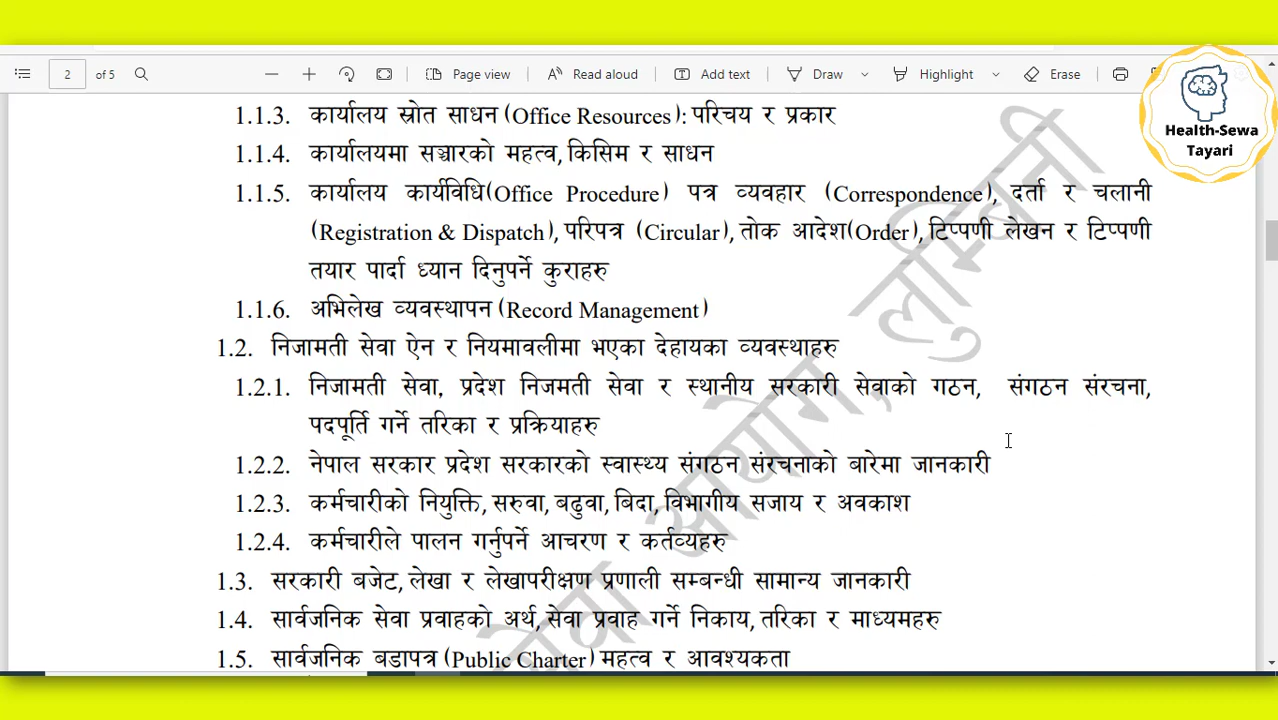 2 of 5 Page view Read aloud Add text Draw Highlight Erase
Health-Sewa
Tayari
1.1.3. कार्यालय स्रोत साधन (Office Resources): परिचय र प्रकार
1.1.4. कार्यालयमा सञ्चारको महत्व, किसिम र साधन
1.1.5. कार्यालय कार्यविधि(Office Procedure) पत्र व्यवहार (Correspondence), दर्ता र चलानी
(Registration & Dispatch), परिपत्र (Circular), तोक आदेश(Order), टिप्पणी लेखन र टिप्पणी
तयार पार्दा ध्यान दिनुपर्ने कुराहरु
1.1.6. अभिलेख व्यवस्थापन (Record Management)
1.2. निजामती सेवा ऐन र नियमावलीमा भएका देहायका व्यवस्थाहरु
1.2.1. निजामती सेवा, प्रदेश निजमती सेवा र स्थानीय सरकारी सेवाको गठन, संगठन संरचना,
पदपूर्ति गर्ने तरिका र प्रक्रियाहरु
1.2.2. नेपाल सरकार प्रदेश सरकारको स्वास्थ्य संगठन संरचनाको बारेमा जानकारी
1.2.3. कर्मचारीको नियुक्ति, सरुवा, बढुवा, बिदा, विभागीय सजाय र अवकाश
1.2.4. कर्मचारीले पालन गर्नुपर्ने आचरण र कर्तव्यहरु
1.3. सरकारी बजेट, लेखा र लेखापरीक्षण प्रणाली सम्बन्धी सामान्य जानकारी
1.4. सार्वजनिक सेवा प्रवाहको अर्थ, सेवा प्रवाह गर्ने निकाय, तरिका र माध्यमहरु
1.5. सार्वजनिक बडापत्र (Public Charter) महत्व र आवश्यकता
सेवा आयोग, लुम्बिनी